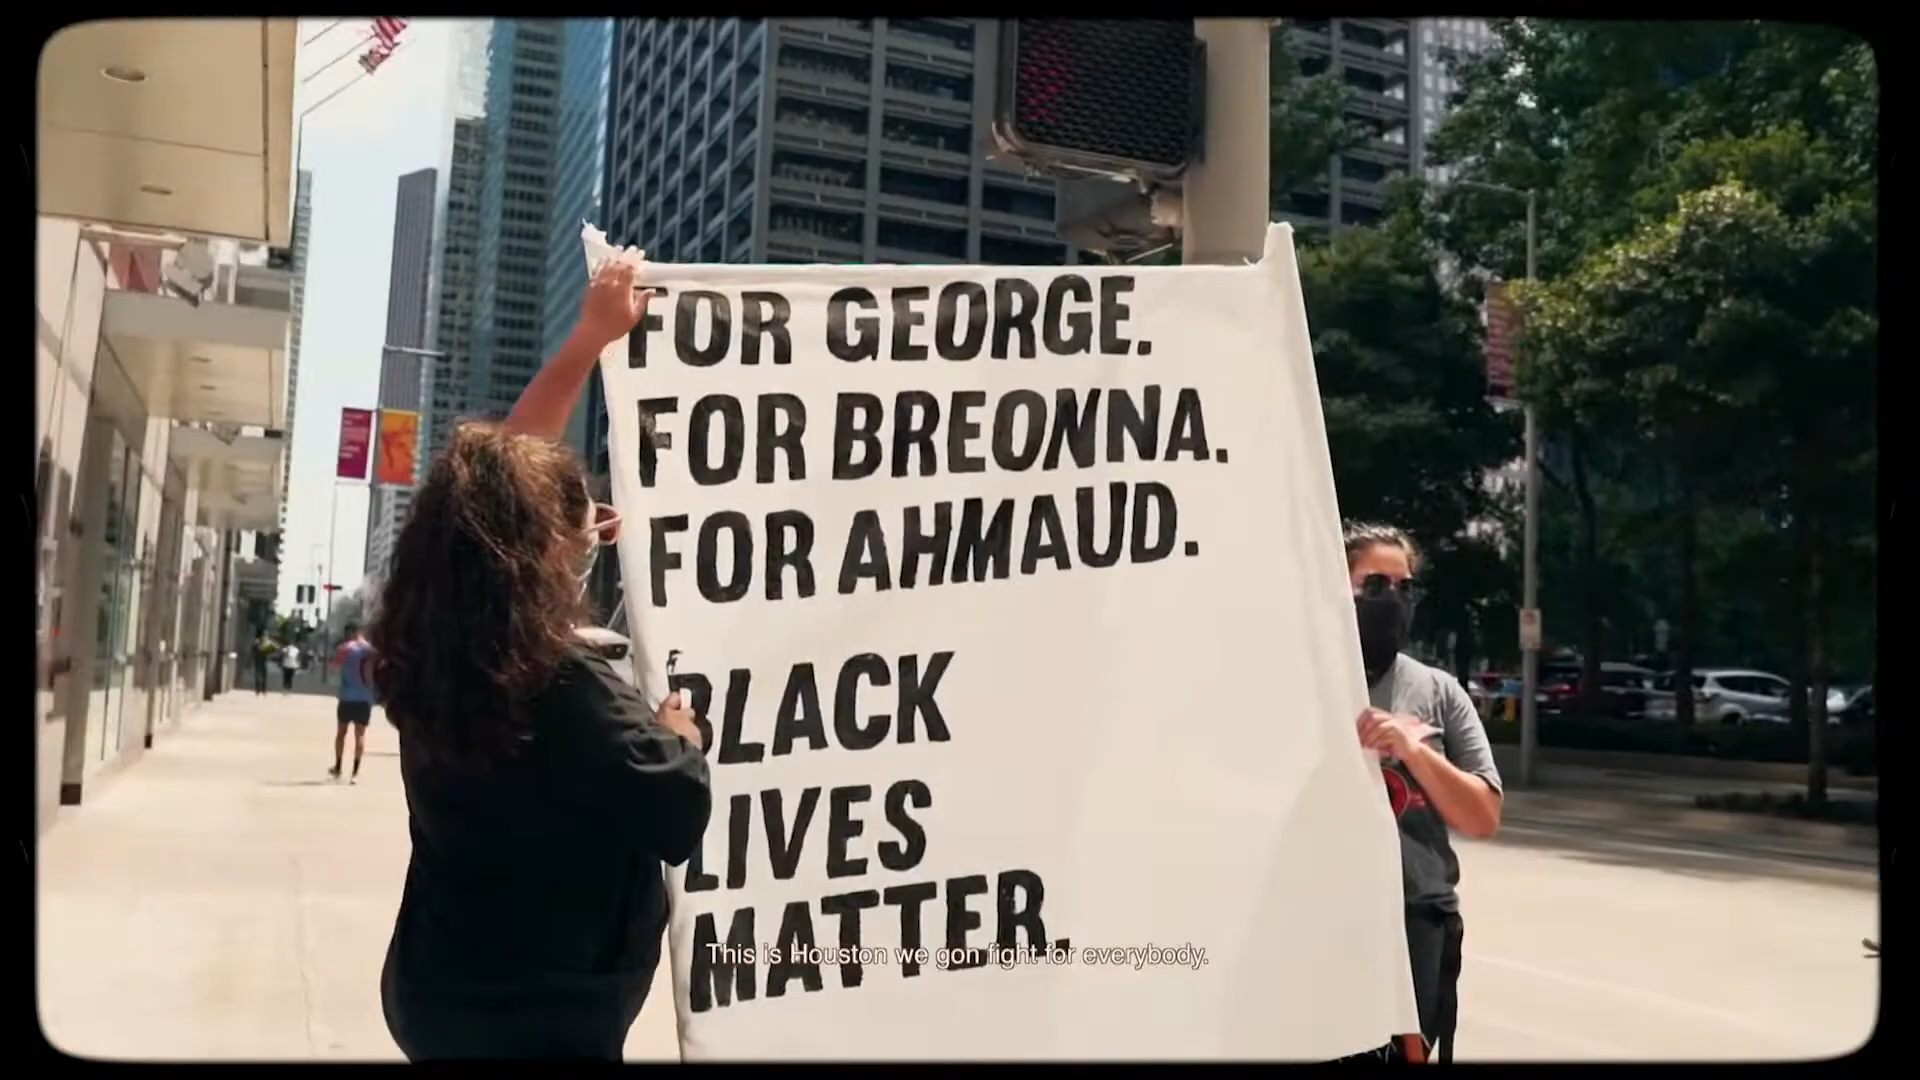 FOR GEORGE.
FOR BREONNA.
FOR AHMAUD.
BLACK
LIVES
MATTER.
This is Houston we gon fight for everybody.